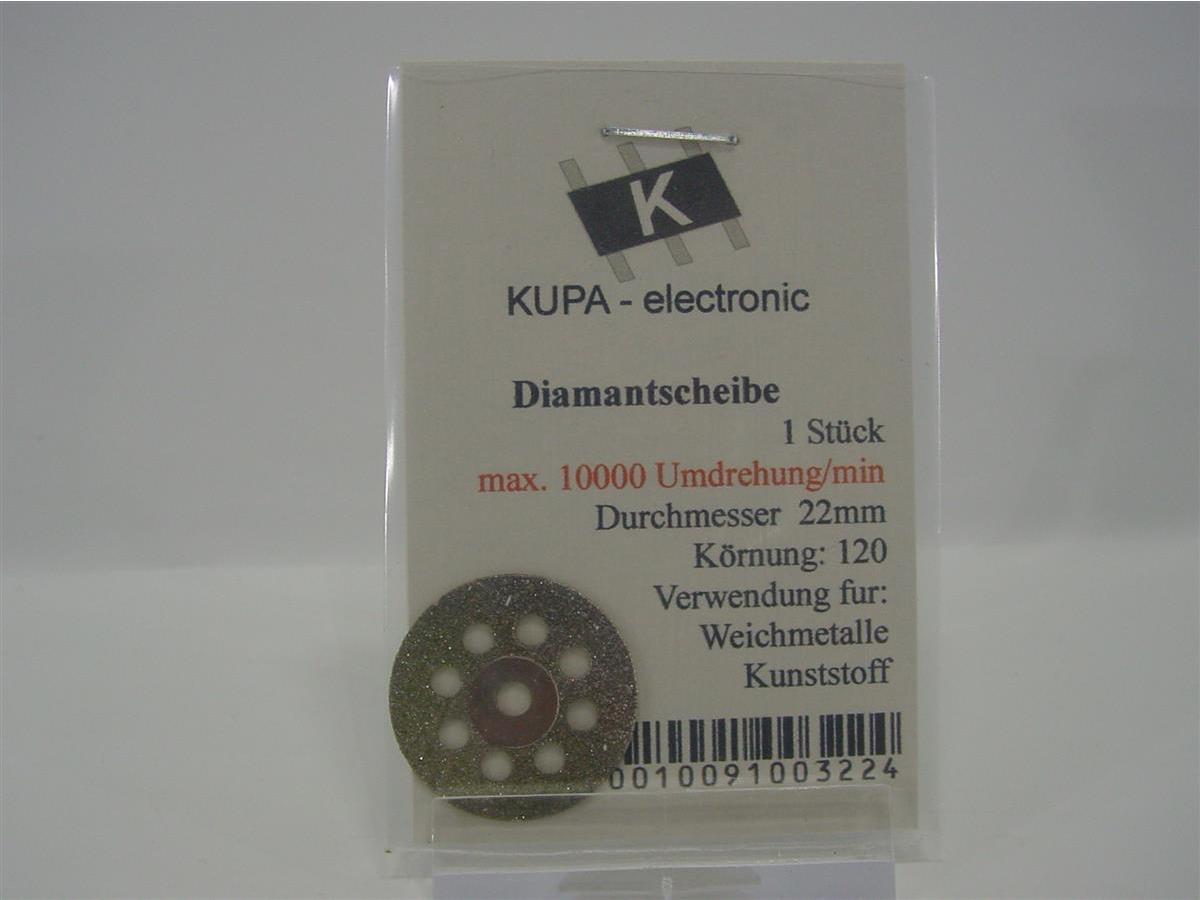 K
KUPA - electronic
Diamantscheibe
1 Stück
max. 10000 Umdrehung/min
Durchmesser 22mm
Körnung: 120
Verwendung fur:
Weichmetalle
Kunststoff
0010091003224